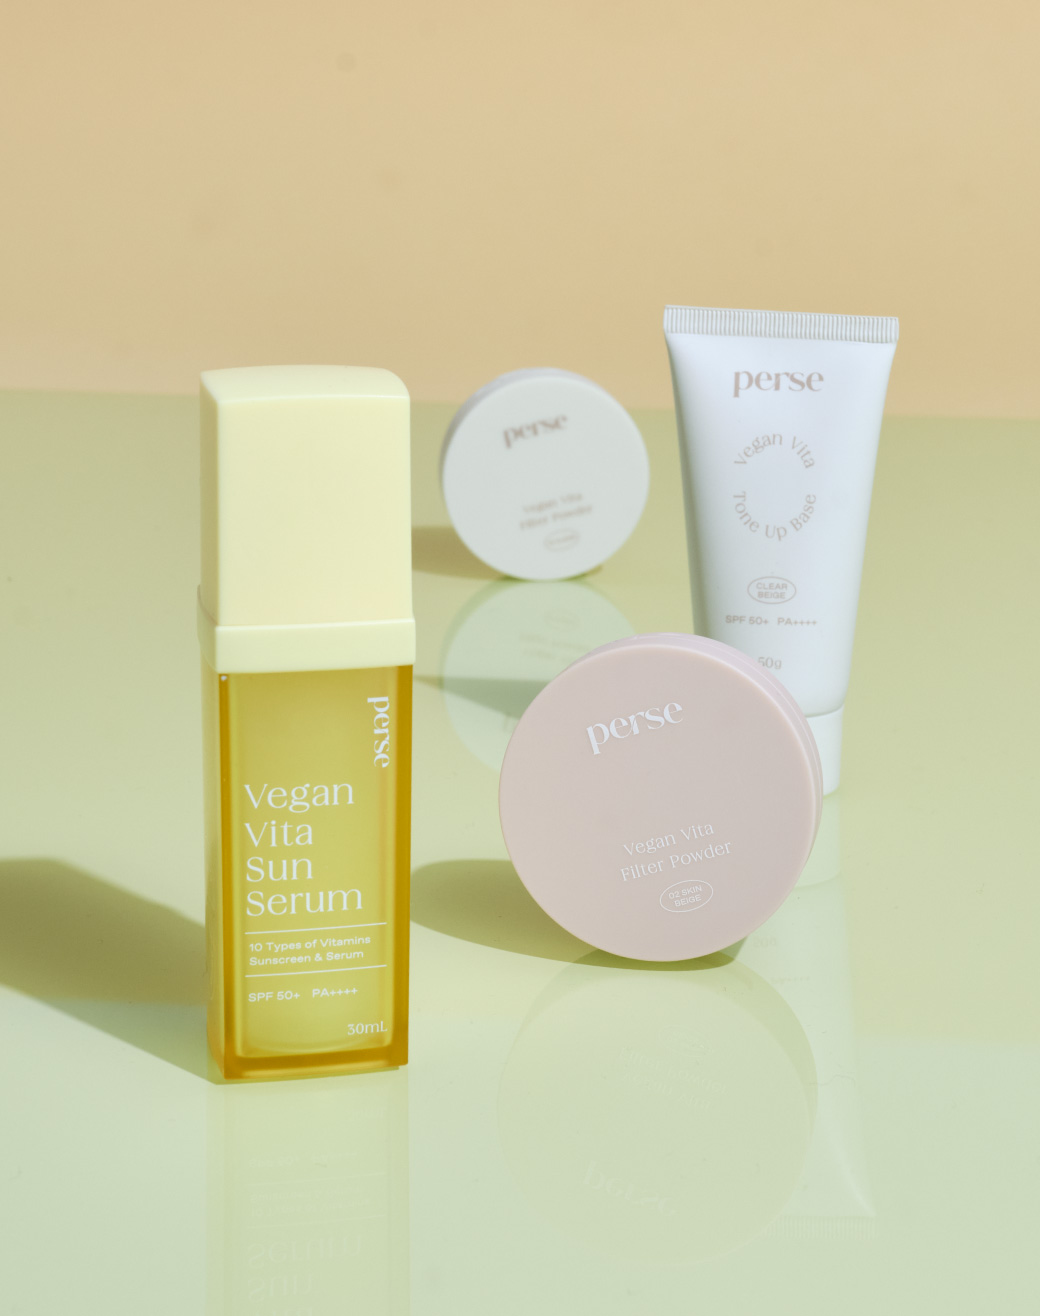 perse
Vegan
Vita
Sun
Serum
10 Types of Vitamins
Sunscreen & Serum
SPF 50+ PA++++
30mL
perse
Vegan Vita
Filter Powder
perse
Vegan Vita
Tone Up Base
CLEAR
BEIGE
SPF 50+ PA++++
50g
perse
Vegan Vita
Filter Powder
02 SKIN
BEIGE